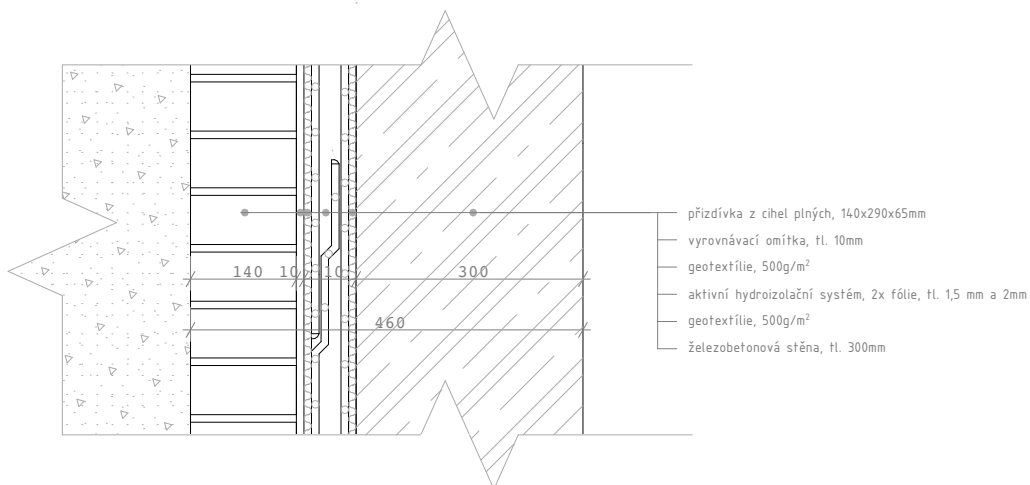 přizdívka z cihel plných, 140x290x65mm
vyrovnávací omítka, tl. 10mm
geotextílie, 500g/m²
140 10 10 300
aktivní hydroizolační systém, 2x fólie, tl. 1,5 mm a 2mm
460
geotextílie, 500g/m²
železobetonová stěna, tl. 300mm